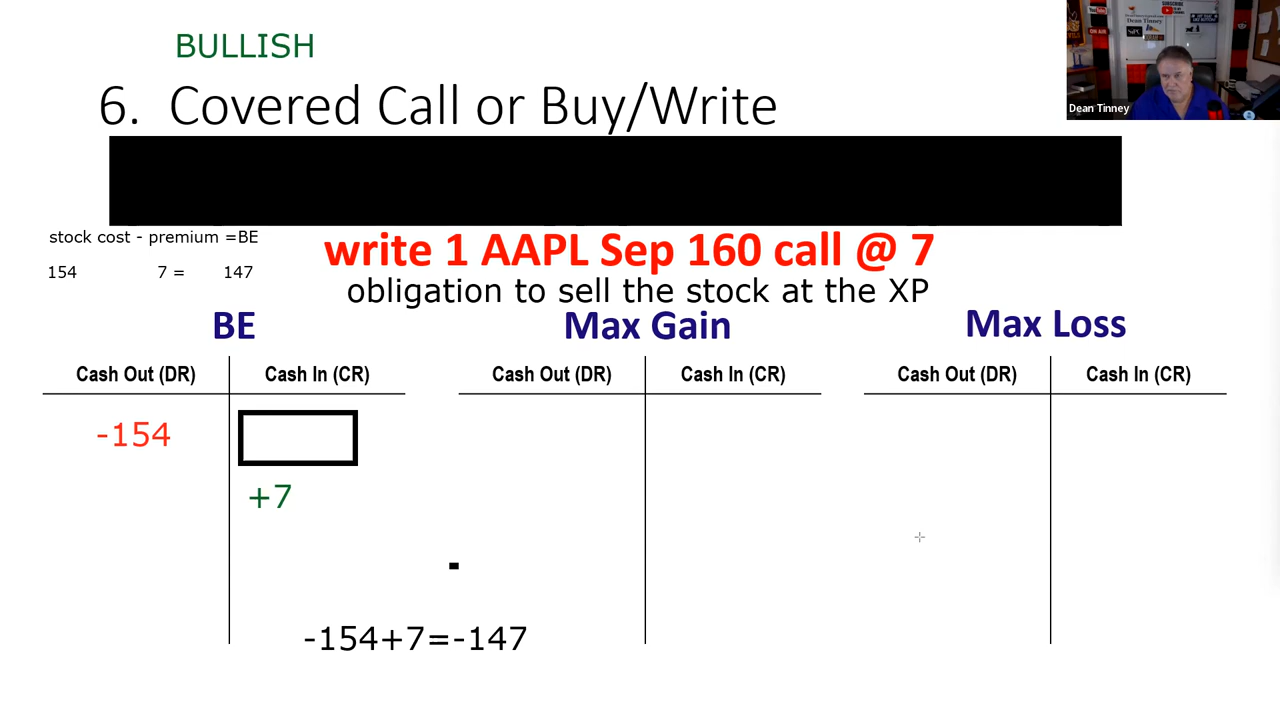 BULLISH
6. Covered Call or Buy/Write
Dean Tinney
stock cost - premium =BE
154 7 = 147
write 1 AAPL Sep 160 call @ 7
obligation to sell the stock at the XP
BE
Max Gain
Max Loss
Cash Out (DR) Cash In (CR)
Cash Out (DR) Cash In (CR)
Cash Out (DR) Cash In (CR)
-154
+7
-154+7=-147